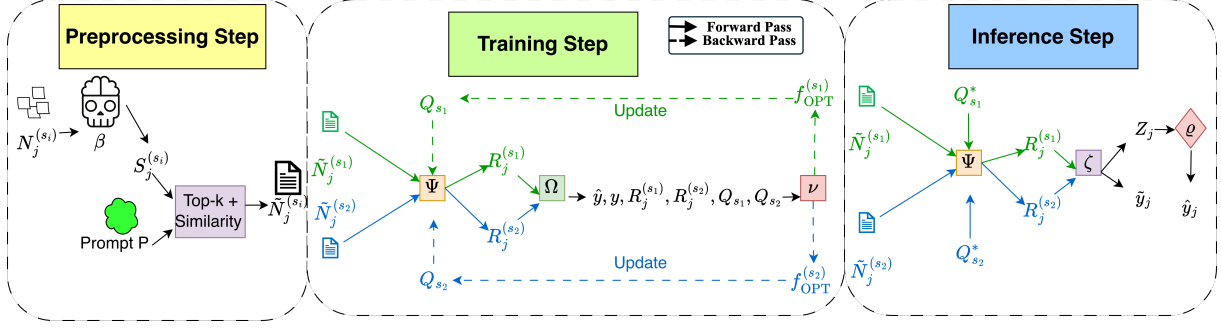 Preprocessing Step
N_j^{(s_i)}
β
S_j^{(s_i)}
Prompt P
Top-k +
Similarity
Ñ_j^{(s_i)}
Training Step
Forward Pass
Backward Pass
Q_{s_1}
Update
f_{OPT}^{(s_1)}
Ñ_j^{(s_1)}
Ñ_j^{(s_2)}
Ψ
R_j^{(s_1)}
R_j^{(s_2)}
Ω
ŷ, y, R_j^{(s_1)}, R_j^{(s_2)}, Q_{s_1}, Q_{s_2}
ν
Q_{s_2}
Update
f_{OPT}^{(s_2)}
Inference Step
Q_{s_1}^*
Ñ_j^{(s_1)}
Ψ
R_j^{(s_1)}
R_j^{(s_2)}
ζ
Z_j
ϱ
ỹ_j
ŷ_j
Q_{s_2}^*
Ñ_j^{(s_2)}